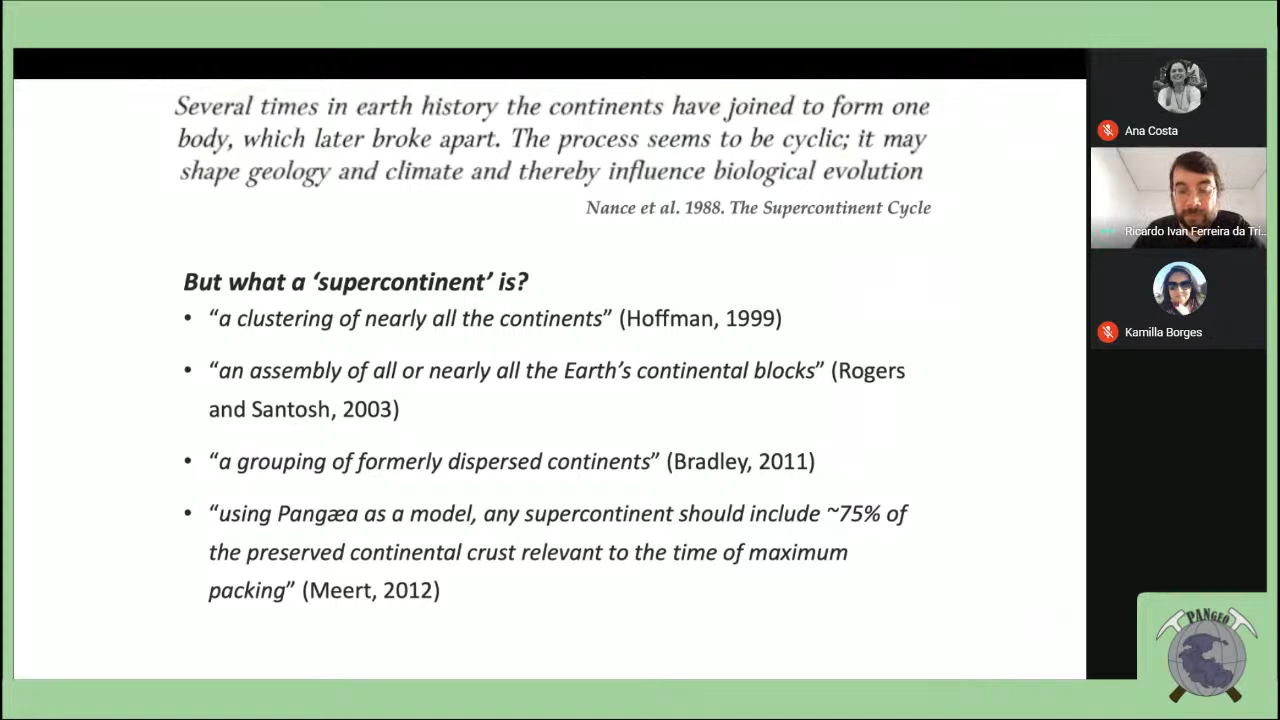 Several times in earth history the continents have joined to form one
body, which later broke apart. The process seems to be cyclic; it may
shape geology and climate and thereby influence biological evolution
Nance et al. 1988. The Supercontinent Cycle
But what a ‘supercontinent’ is?
• “a clustering of nearly all the continents” (Hoffman, 1999)
• “an assembly of all or nearly all the Earth’s continental blocks” (Rogers
and Santosh, 2003)
• “a grouping of formerly dispersed continents” (Bradley, 2011)
• “using Pangæa as a model, any supercontinent should include ~75% of
the preserved continental crust relevant to the time of maximum
packing” (Meert, 2012)
Ana Costa
Ricardo Ivan Ferreira da Tri...
Kamilla Borges
PANGEO